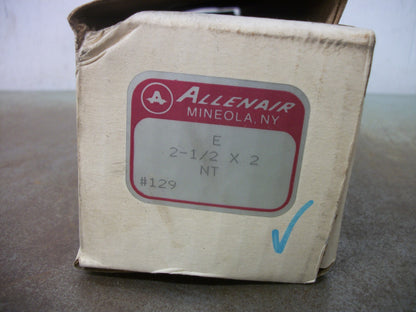 ALLENAIR
MINEOLA, NY
E
2-1/2 X 2
NT
#129